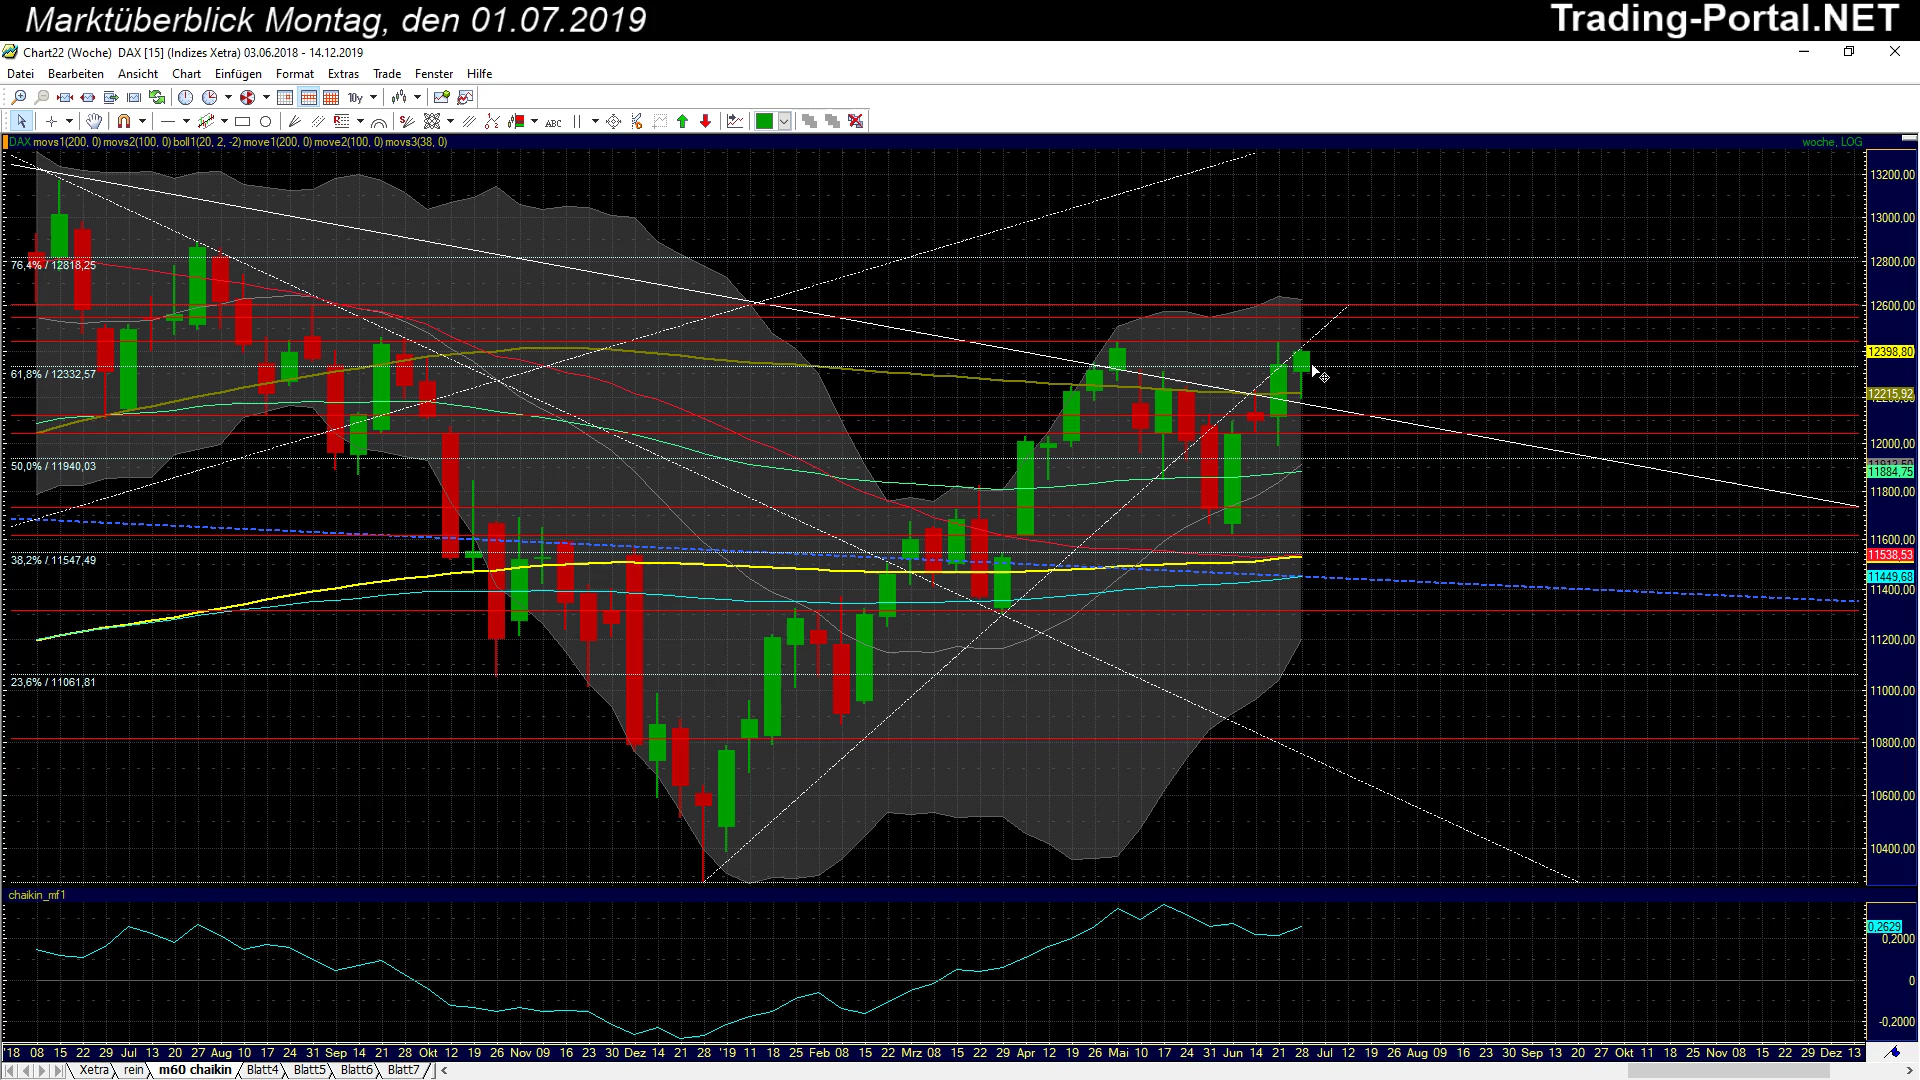 Marktüberblick Montag, den 01.07.2019
Trading-Portal.NET
Chart22 (Woche) DAX [15] (Indizes Xetra) 03.06.2018 - 14.12.2019
Datei Bearbeiten Ansicht Chart Einfügen Format Extras Trade Fenster Hilfe
10y
ABC
DAX movs1(200, 0) movs2(100, 0) boll1(20, 2, -2) move1(200, 0) move2(100, 0) movs3(38, 0)
woche, LOG
13200,00
13000,00
76,4% / 12818,25
12800,00
12600,00
12398,80
61,8% / 12332,57
12215,92
12000,00
50,0% / 11940,03
11884,75
11800,00
11600,00
38,2% / 11547,49
11538,53
11449,68
11400,00
11200,00
23,6% / 11061,81
11000,00
10800,00
10600,00
10400,00
chaikin_mf1
0,2629
0,2000
0
-0,2000
'18 08 15 22 29 Jul 13 20 27 Aug 10 17 24 31 Sep 14 21 28 Okt 12 19 26 Nov 09 16 23 30 Dez 14 21 28 '19 11 18 25 Feb 08 15 22 Mrz 08 15 22 29 Apr 12 19 26 Mai 10 17 24 31 Jun 14 21 28 Jul 12 19 26 Aug 09 16 23 30 Sep 13 20 27 Okt 11 18 25 Nov 08 15 22 29 Dez 13
Xetra rein m60 chaikin Blatt4 Blatt5 Blatt6 Blatt7